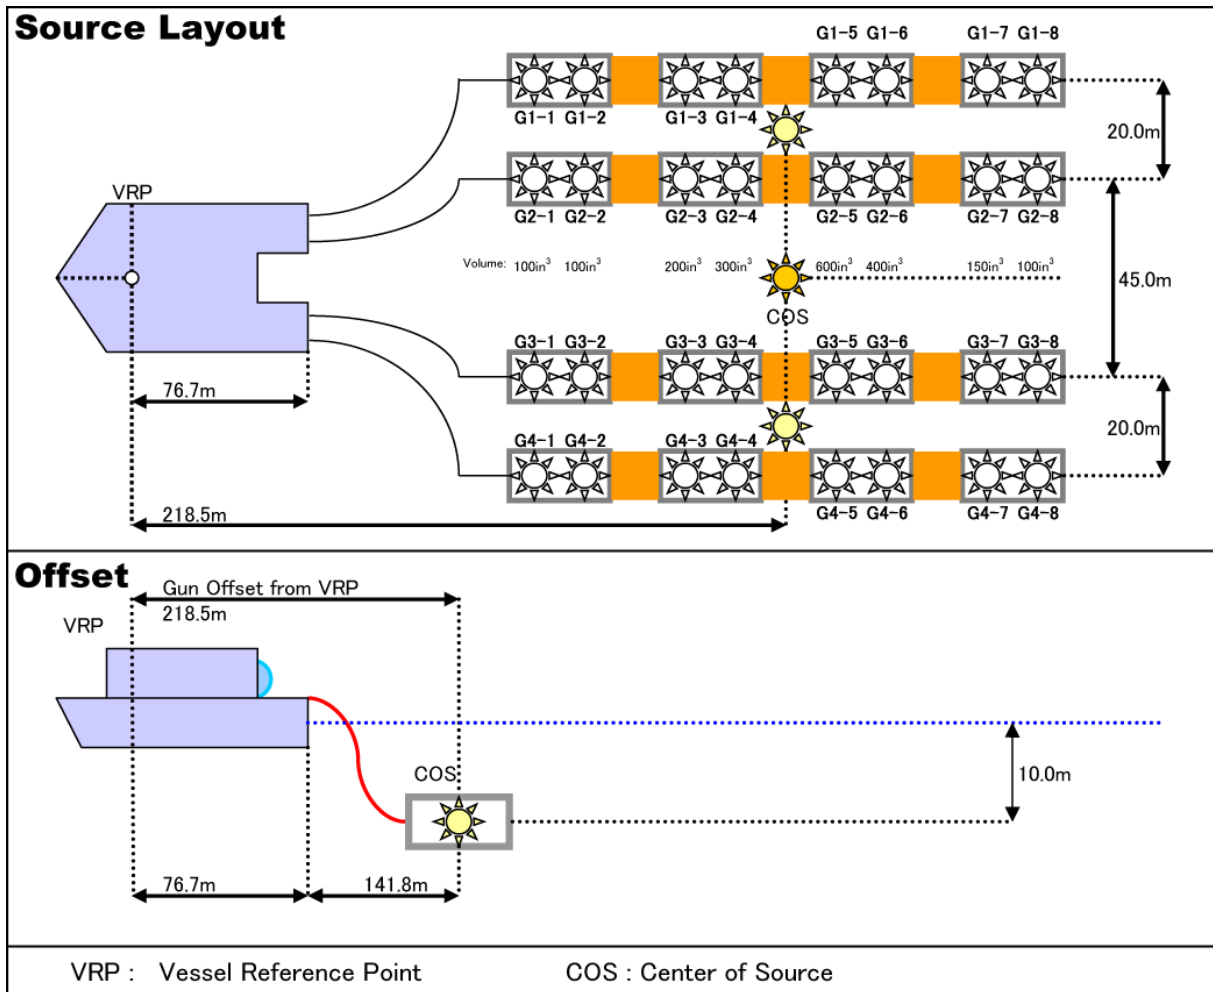 Source Layout
G1-5 G1-6 G1-7 G1-8
G1-1 G1-2 G1-3 G1-4
20.0m
VRP
G2-1 G2-2 G2-3 G2-4 G2-5 G2-6 G2-7 G2-8
Volume: 100in³ 100in³ 200in³ 300in³ 600in³ 400in³ 150in³ 100in³
45.0m
COS
G3-1 G3-2 G3-3 G3-4 G3-5 G3-6 G3-7 G3-8
76.7m
20.0m
G4-1 G4-2 G4-3 G4-4
218.5m
G4-5 G4-6 G4-7 G4-8
Offset
Gun Offset from VRP
218.5m
VRP
COS
10.0m
76.7m 141.8m
VRP : Vessel Reference Point COS : Center of Source